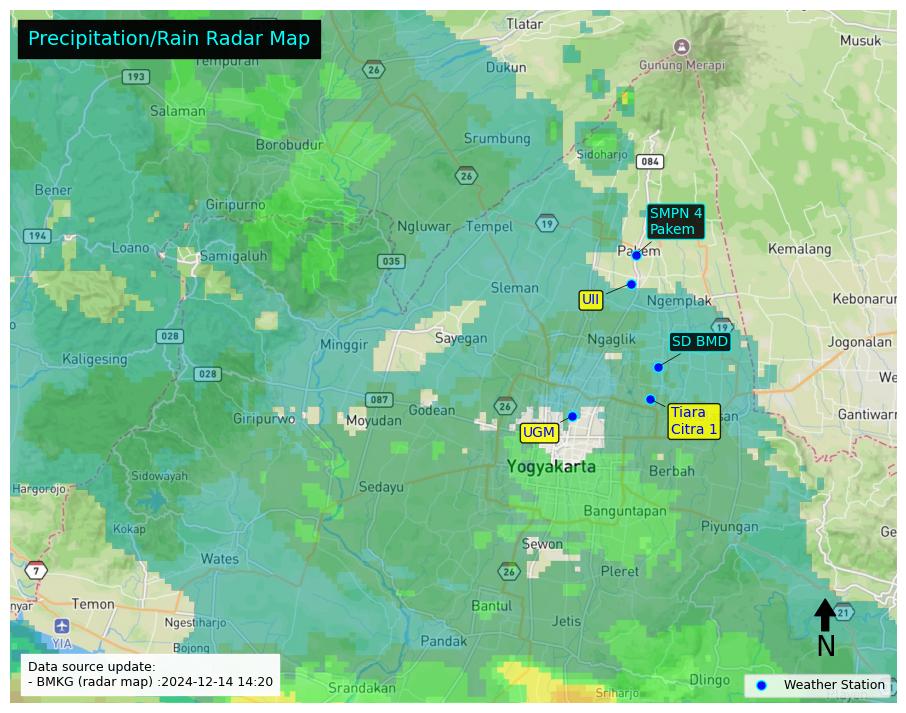 Precipitation/Rain Radar Map
Tlatar
Musuk
Tempuran
26
193
Dukun
Gunung Merapi
Salaman
Borobudur
Srumbung
Sidoharjo
084
26
Bener
Giripurno
SMPN 4
Pakem
Ngluwar
Tempel
19
194
Loano
Samigaluh
035
Pakem
Kemalang
Sleman
UII
Ngemplak
Kebonarum
028
19
Minggir
Sayegan
Ngaglik
SD BMD
Jogonalan
Kaligesing
028
087
Godean
26
Giripurwo
Moyudan
Tiara
Citra 1
Gantiwarn
UGM
Yogyakarta
Berbah
Sidowayah
Sedayu
Hargorojo
Banguntapan
Kokap
Piyungan
Wates
Sewon
7
26
Pleret
Temon
Bantul
21
Ngestiharjo
Jetis
YIA
Bojong
Pandak
N
Data source update:
- BMKG (radar map) :2024-12-14 14:20
Srandakan
Sriharjo
Dlingo
Weather Station